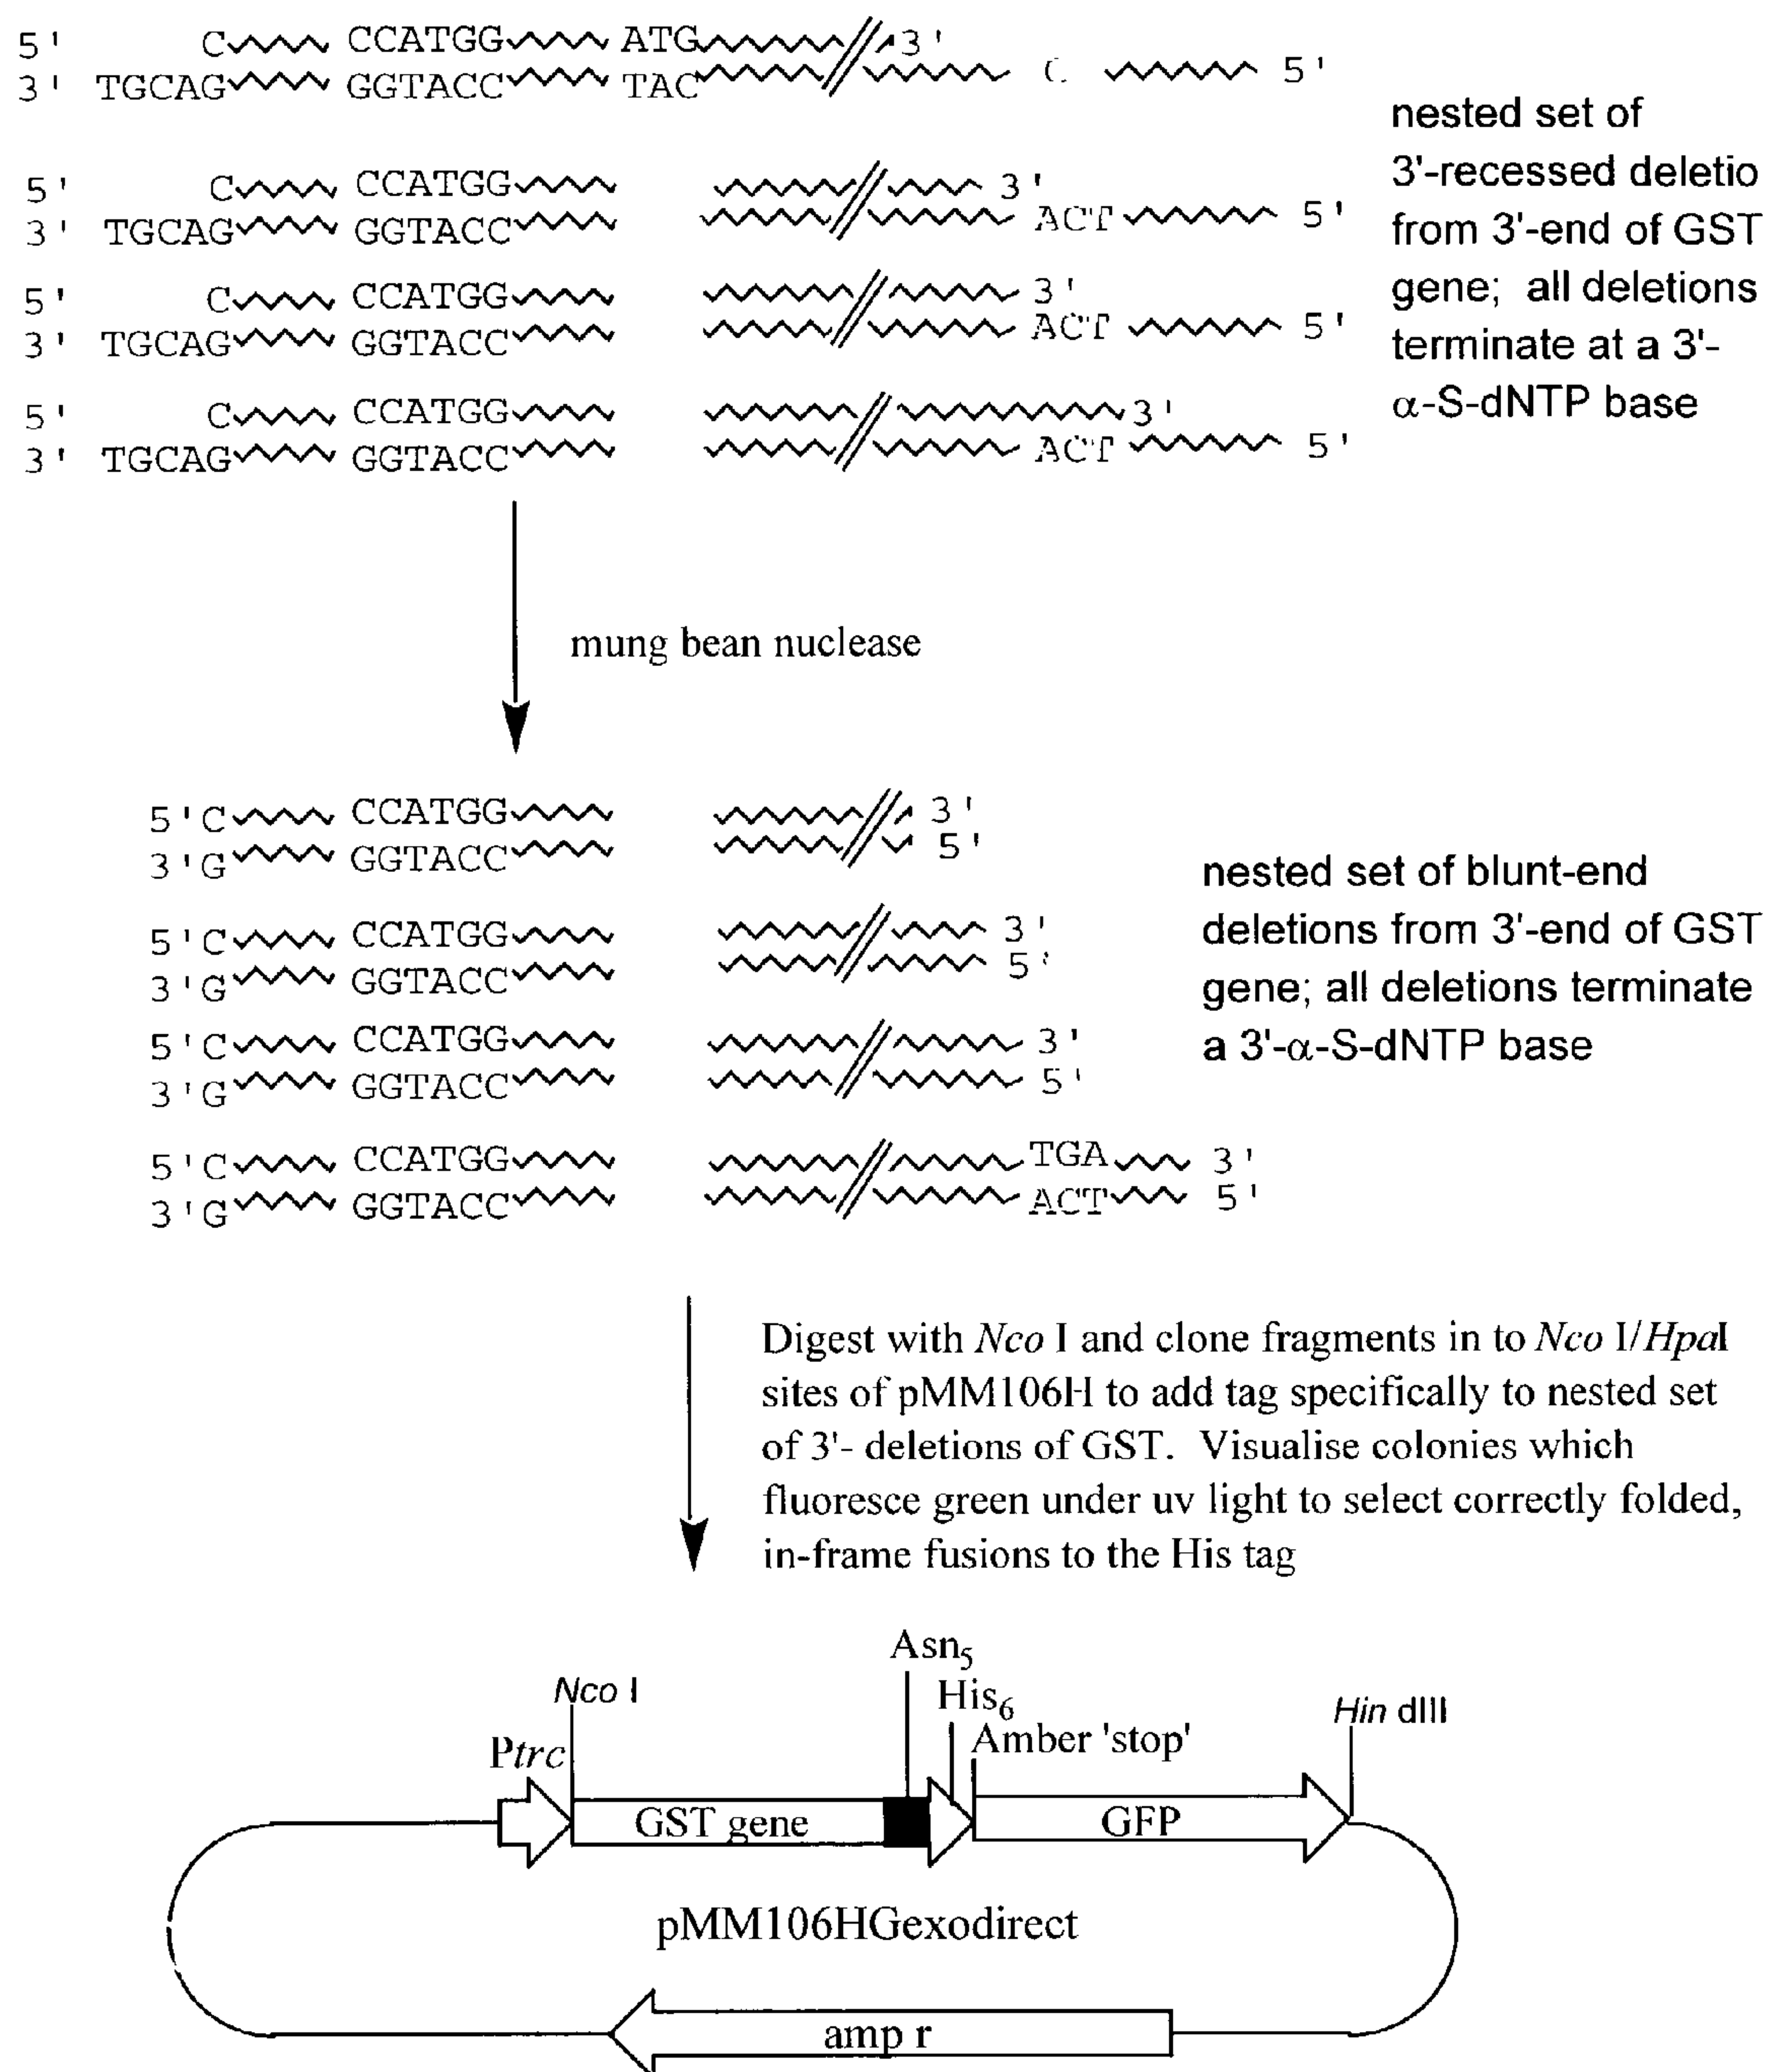 5' C CCATGG ATG 3'
3' TGCAG GGTACC TAC C 5'
nested set of
3'-recessed deletio
from 3'-end of GST
gene; all deletions
terminate at a 3'-
α-S-dNTP base
5' C CCATGG 3'
3' TGCAG GGTACC ACT 5'
5' C CCATGG 3'
3' TGCAG GGTACC ACT 5'
5' C CCATGG 3'
3' TGCAG GGTACC ACT 5'
mung bean nuclease
5'C CCATGG 3'
3'G GGTACC 5'
5'C CCATGG 3'
3'G GGTACC 5'
5'C CCATGG 3'
3'G GGTACC 5'
5'C CCATGG TGA 3'
3'G GGTACC ACT 5'
nested set of blunt-end
deletions from 3'-end of GST
gene; all deletions terminate
a 3'-α-S-dNTP base
Digest with Nco I and clone fragments in to Nco I/HpaI
sites of pMM106H to add tag specifically to nested set
of 3'- deletions of GST. Visualise colonies which
fluoresce green under uv light to select correctly folded,
in-frame fusions to the His tag
Asn5
Nco I
His6
Hin dIII
Ptrc
Amber 'stop'
GST gene
GFP
pMM106HGexodirect
amp r